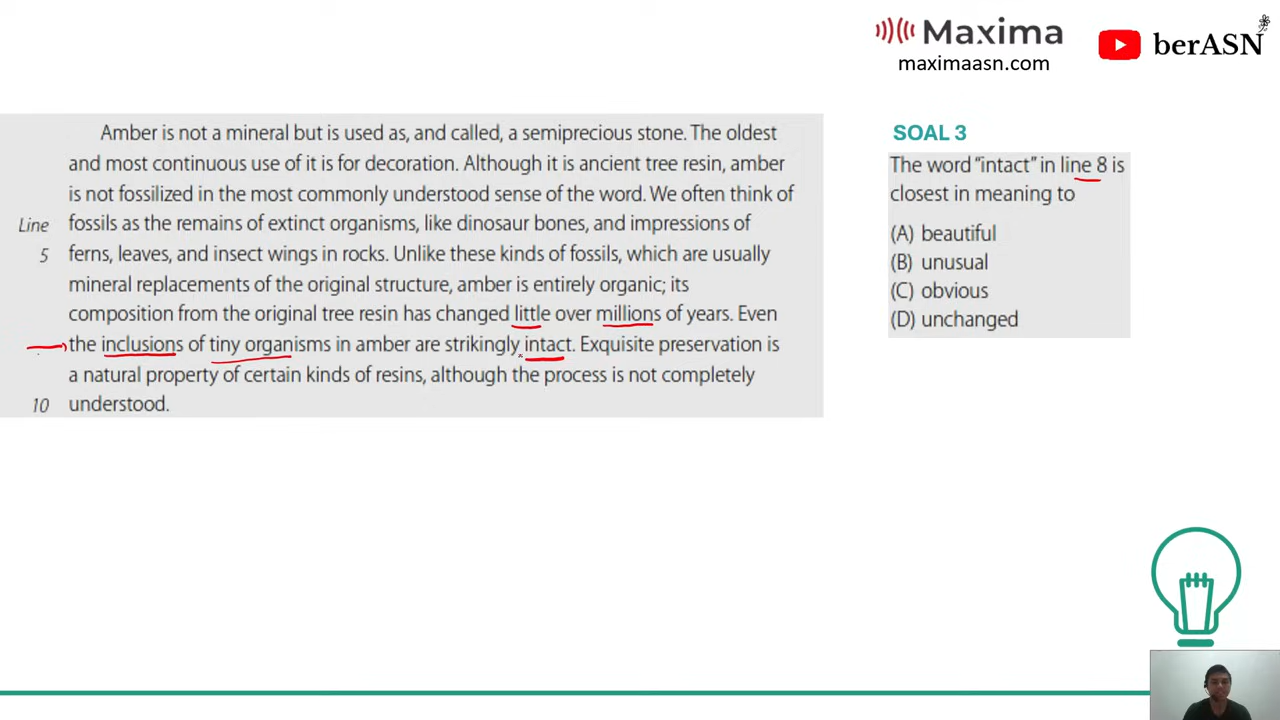 Maxima
maximaasn.com
berASN
Amber is not a mineral but is used as, and called, a semiprecious stone. The oldest
and most continuous use of it is for decoration. Although it is ancient tree resin, amber
is not fossilized in the most commonly understood sense of the word. We often think of
Line fossils as the remains of extinct organisms, like dinosaur bones, and impressions of
5 ferns, leaves, and insect wings in rocks. Unlike these kinds of fossils, which are usually
mineral replacements of the original structure, amber is entirely organic; its
composition from the original tree resin has changed little over millions of years. Even
the inclusions of tiny organisms in amber are strikingly intact. Exquisite preservation is
a natural property of certain kinds of resins, although the process is not completely
10 understood.
SOAL 3
The word “intact” in line 8 is
closest in meaning to
(A) beautiful
(B) unusual
(C) obvious
(D) unchanged